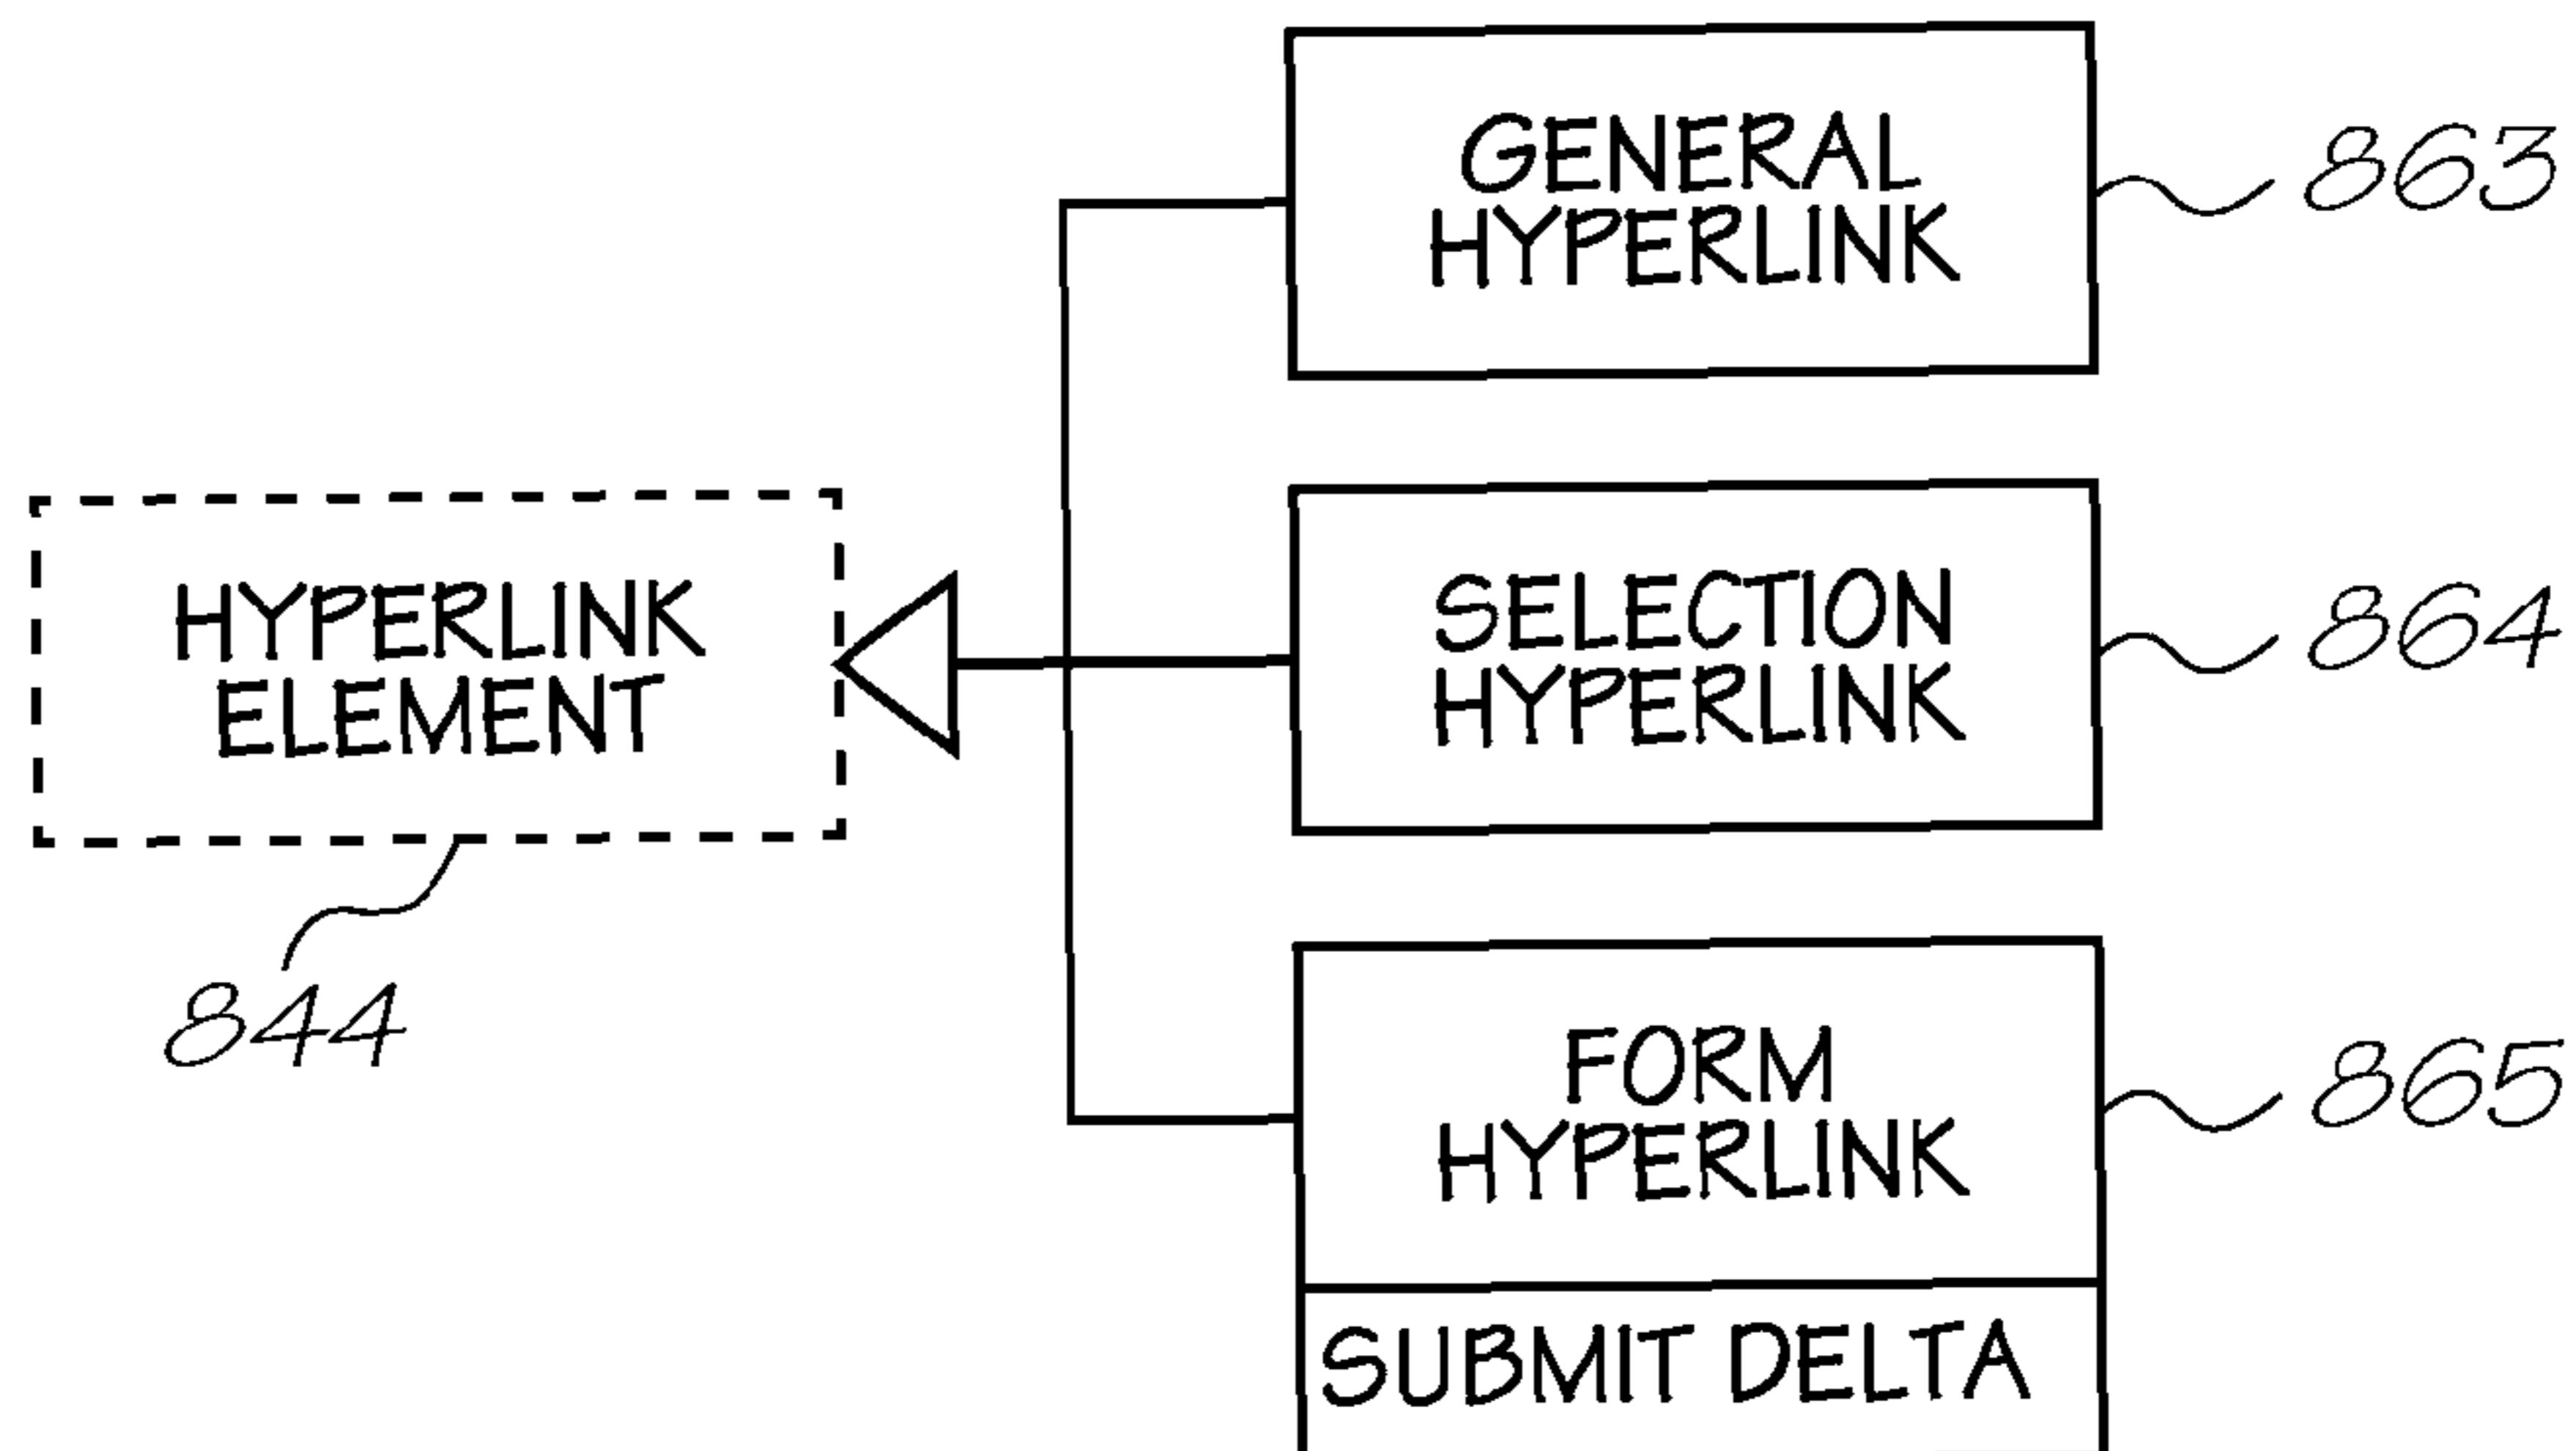 GENERAL
HYPERLINK
863
HYPERLINK
ELEMENT
844
SELECTION
HYPERLINK
864
FORM
HYPERLINK
865
SUBMIT DELTA